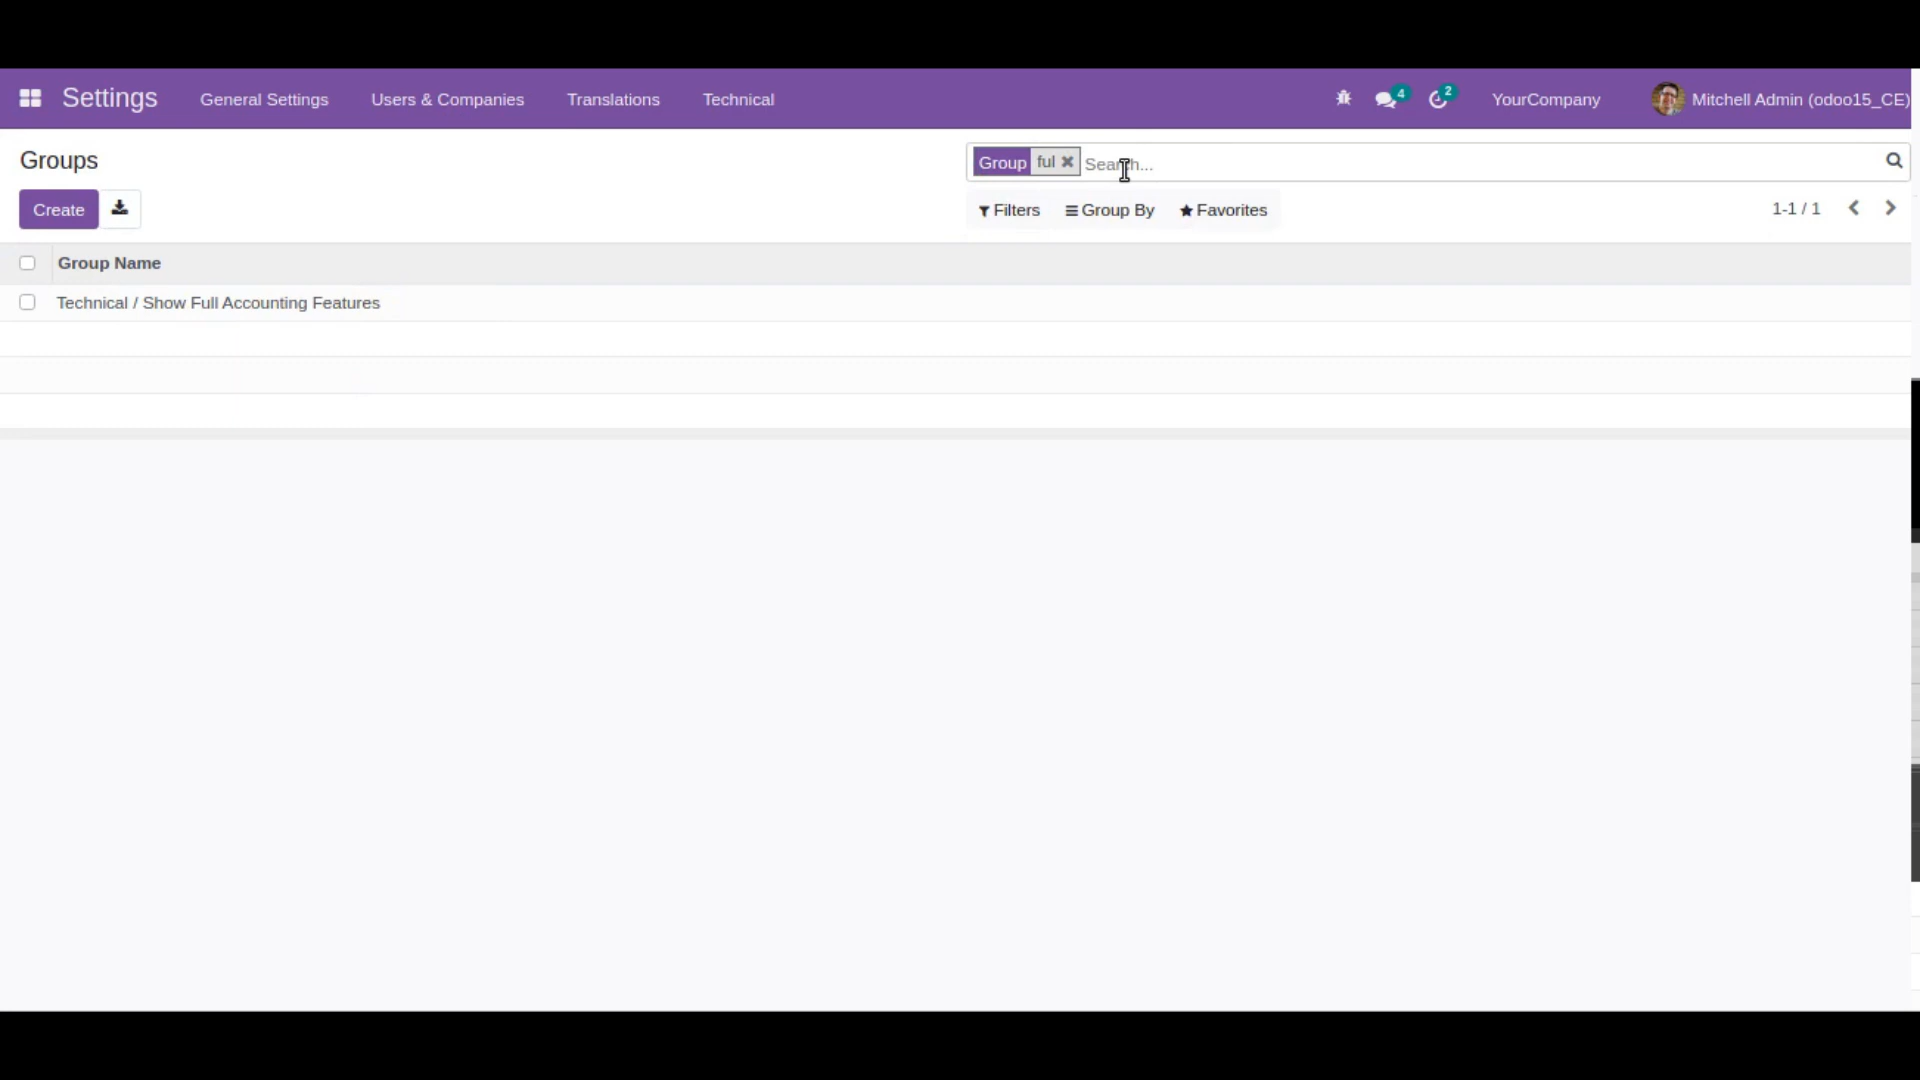 Settings General Settings Users & Companies Translations Technical 4 2 YourCompany Mitchell Admin (odoo15_CE)
Groups
Group ful Search...
Create
Filters Group By Favorites
1-1 / 1
Group Name
Technical / Show Full Accounting Features